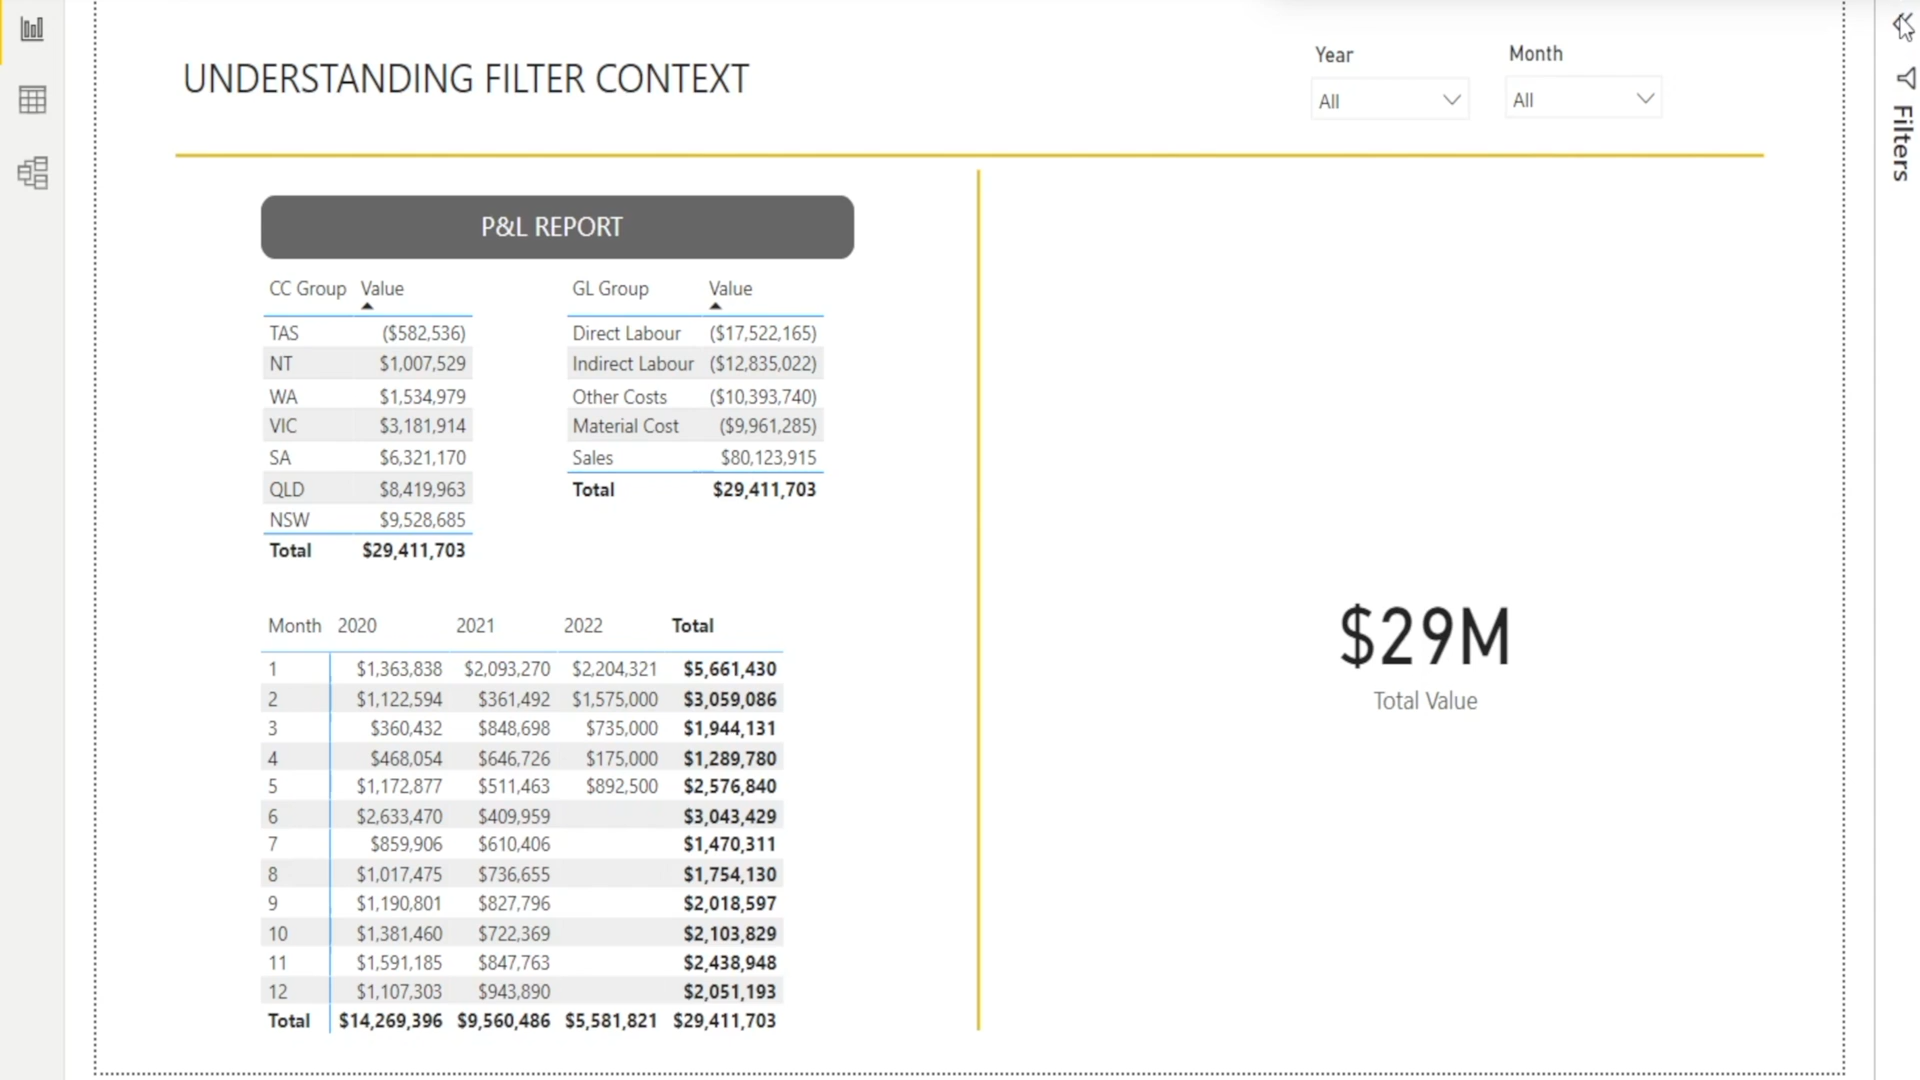 UNDERSTANDING FILTER CONTEXT
Year
Month
All
All
Filters
P&L REPORT
CC Group Value
TAS ($582,536)
NT $1,007,529
WA $1,534,979
VIC $3,181,914
SA $6,321,170
QLD $8,419,963
NSW $9,528,685
Total $29,411,703
GL Group Value
Direct Labour ($17,522,165)
Indirect Labour ($12,835,022)
Other Costs ($10,393,740)
Material Cost ($9,961,285)
Sales $80,123,915
Total $29,411,703
Month 2020 2021 2022 Total
1 $1,363,838 $2,093,270 $2,204,321 $5,661,430
2 $1,122,594 $361,492 $1,575,000 $3,059,086
3 $360,432 $848,698 $735,000 $1,944,131
4 $468,054 $646,726 $175,000 $1,289,780
5 $1,172,877 $511,463 $892,500 $2,576,840
6 $2,633,470 $409,959 $3,043,429
7 $859,906 $610,406 $1,470,311
8 $1,017,475 $736,655 $1,754,130
9 $1,190,801 $827,796 $2,018,597
10 $1,381,460 $722,369 $2,103,829
11 $1,591,185 $847,763 $2,438,948
12 $1,107,303 $943,890 $2,051,193
Total $14,269,396 $9,560,486 $5,581,821 $29,411,703
$29M
Total Value